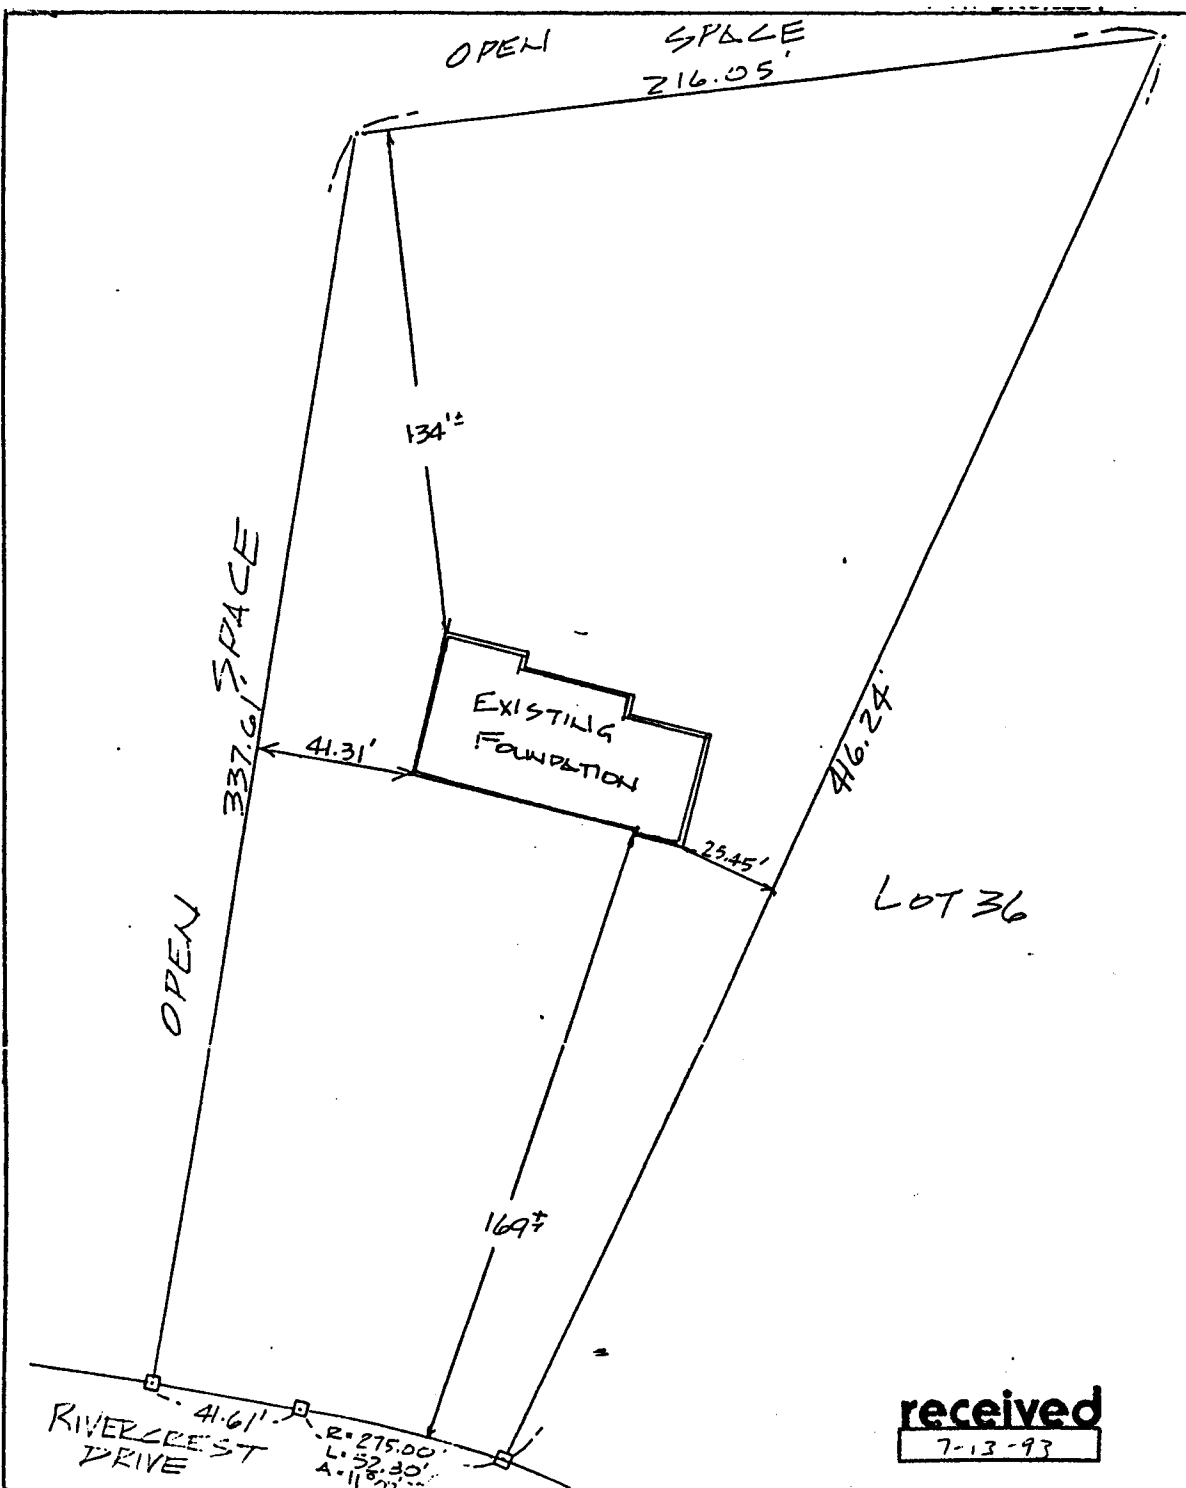 OPEN SPACE
216.05'
134'±
OPEN SPACE
337.61'
EXISTING
FOUNDATION
41.31'
25.45'
416.24'
LOT 36
169±
41.61'
RIVERCREST
DRIVE
R=275.00'
L=52.30'
received
7-13-93